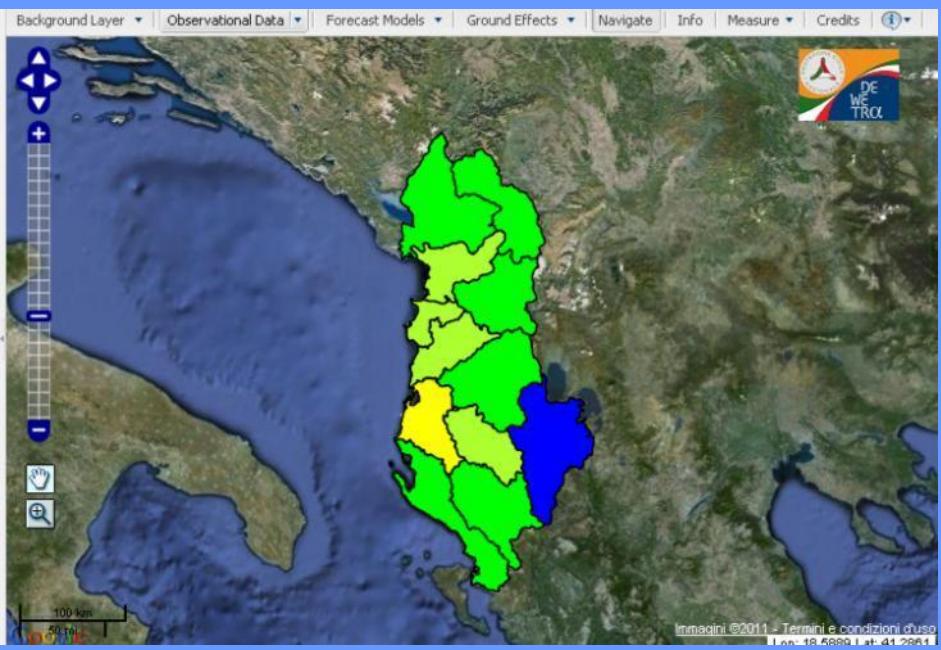 Background Layer Observational Data Forecast Models Ground Effects Navigate Info Measure Credits
DE
WE
TRα
100 km
50 mi
Immagini ©2011 - Termini e condizioni d'uso
Lon: 18.5889 Lat: 41.2861